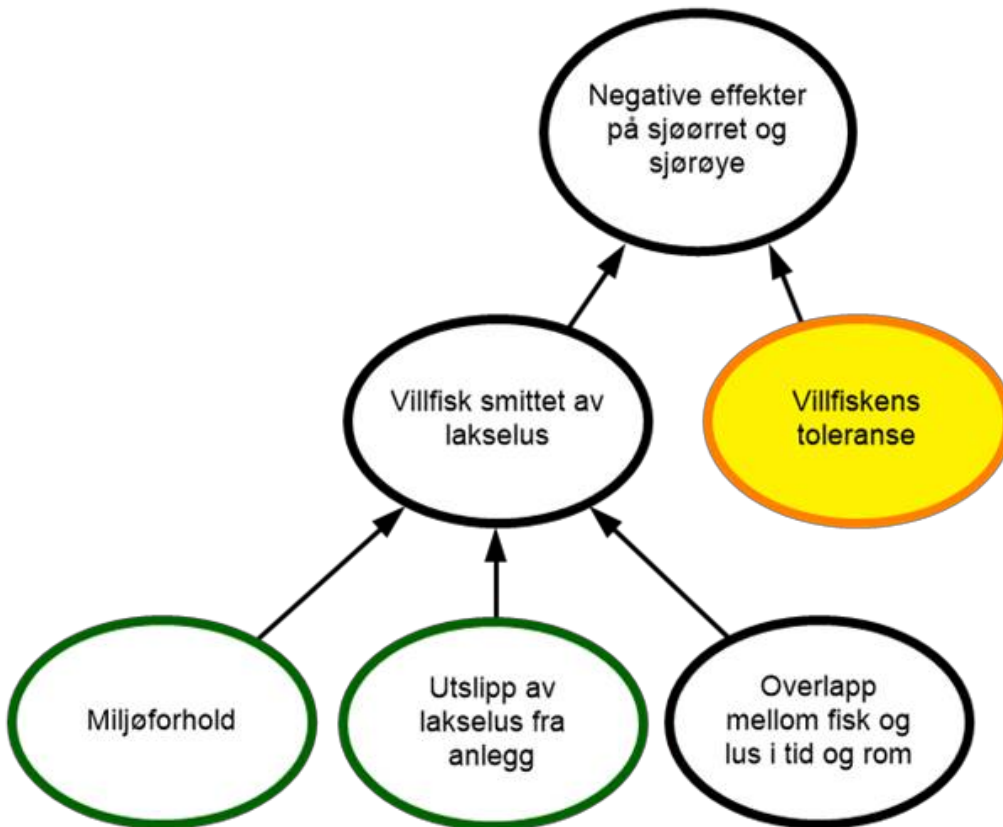 Negative effekter
på sjøørret og
sjørøye
Villfisk smittet av
lakselus
Villfiskens
toleranse
Miljøforhold
Utslipp av
lakselus fra
anlegg
Overlapp
mellom fisk og
lus i tid og rom